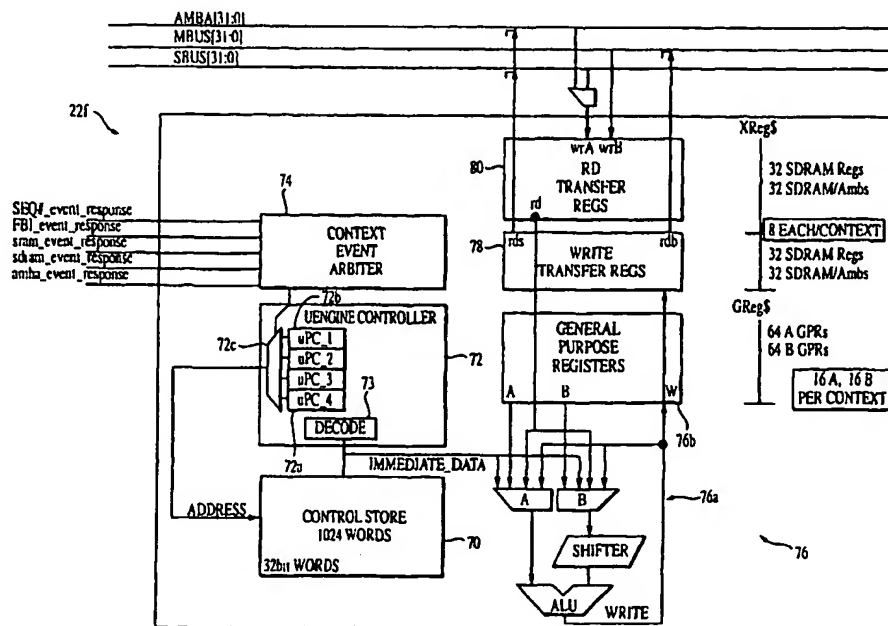 AMBA[31:0]
MBUS[31:0]
SBUS[31:0]
22f
XReg$
wrA wrB
80
RD
TRANSFER
REGS
rd
32 SDRAM Regs
32 SDRAM/Ambs
74
SEQ#_event_response
FBI_event_response
sram_event_response
sdram_event_response
amba_event_response
CONTEXT
EVENT
ARBITER
rds
rdb
78
WRITE
TRANSFER REGS
8 EACH/CONTEXT
32 SDRAM Regs
32 SDRAM/Ambs
GReg$
72b
UENGINE CONTROLLER
72c
uPC_1
uPC_2
uPC_3
uPC_4
72
73
DECODE
72a
GENERAL
PURPOSE
REGISTERS
A
B
W
64 A GPRs
64 B GPRs
16 A, 16 B
PER CONTEXT
76b
IMMEDIATE_DATA
76a
A
B
ADDRESS
CONTROL STORE
1024 WORDS
70
32bit WORDS
SHIFTER
76
ALU
WRITE